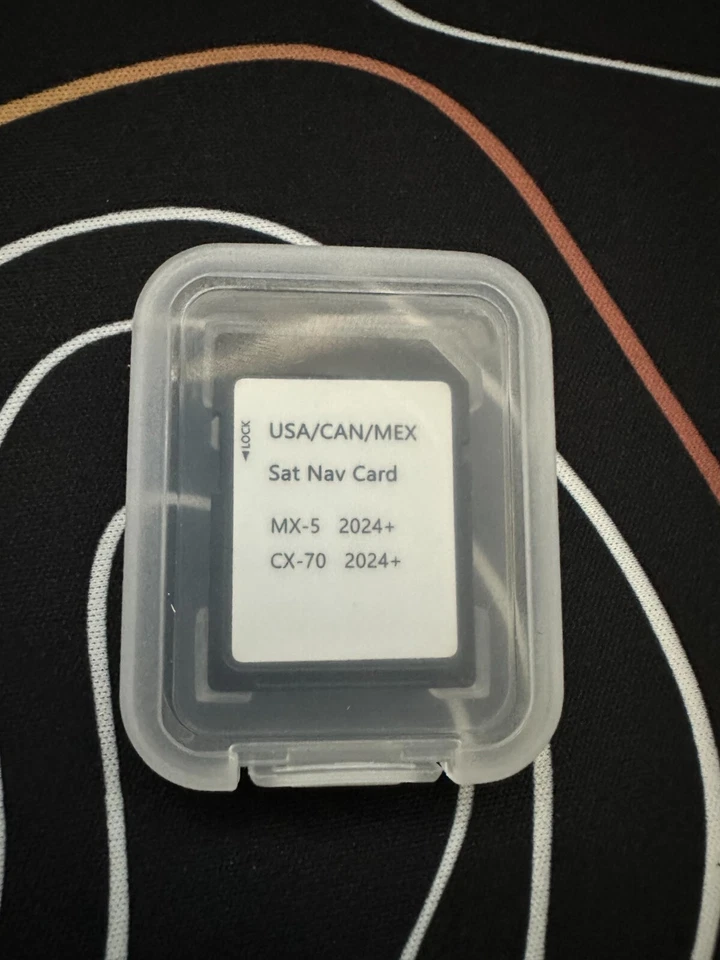 ◄LOCK
USA/CAN/MEX
Sat Nav Card
MX-5 2024+
CX-70 2024+